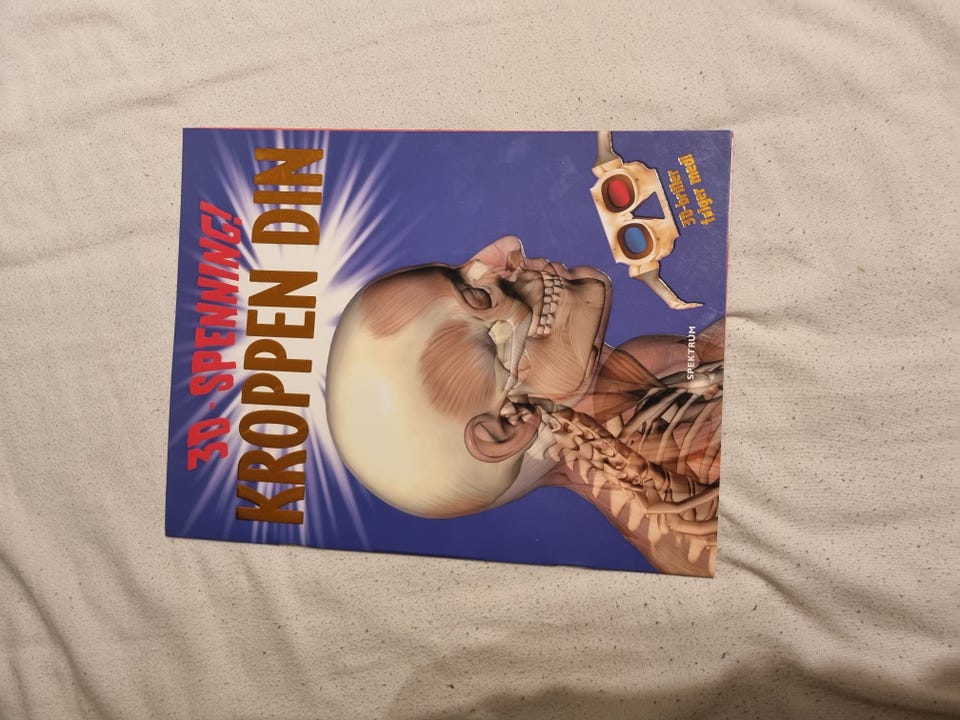 3D-SPENNING!
KROPPEN DIN
3D-briller
følger med!
SPEKTRUM